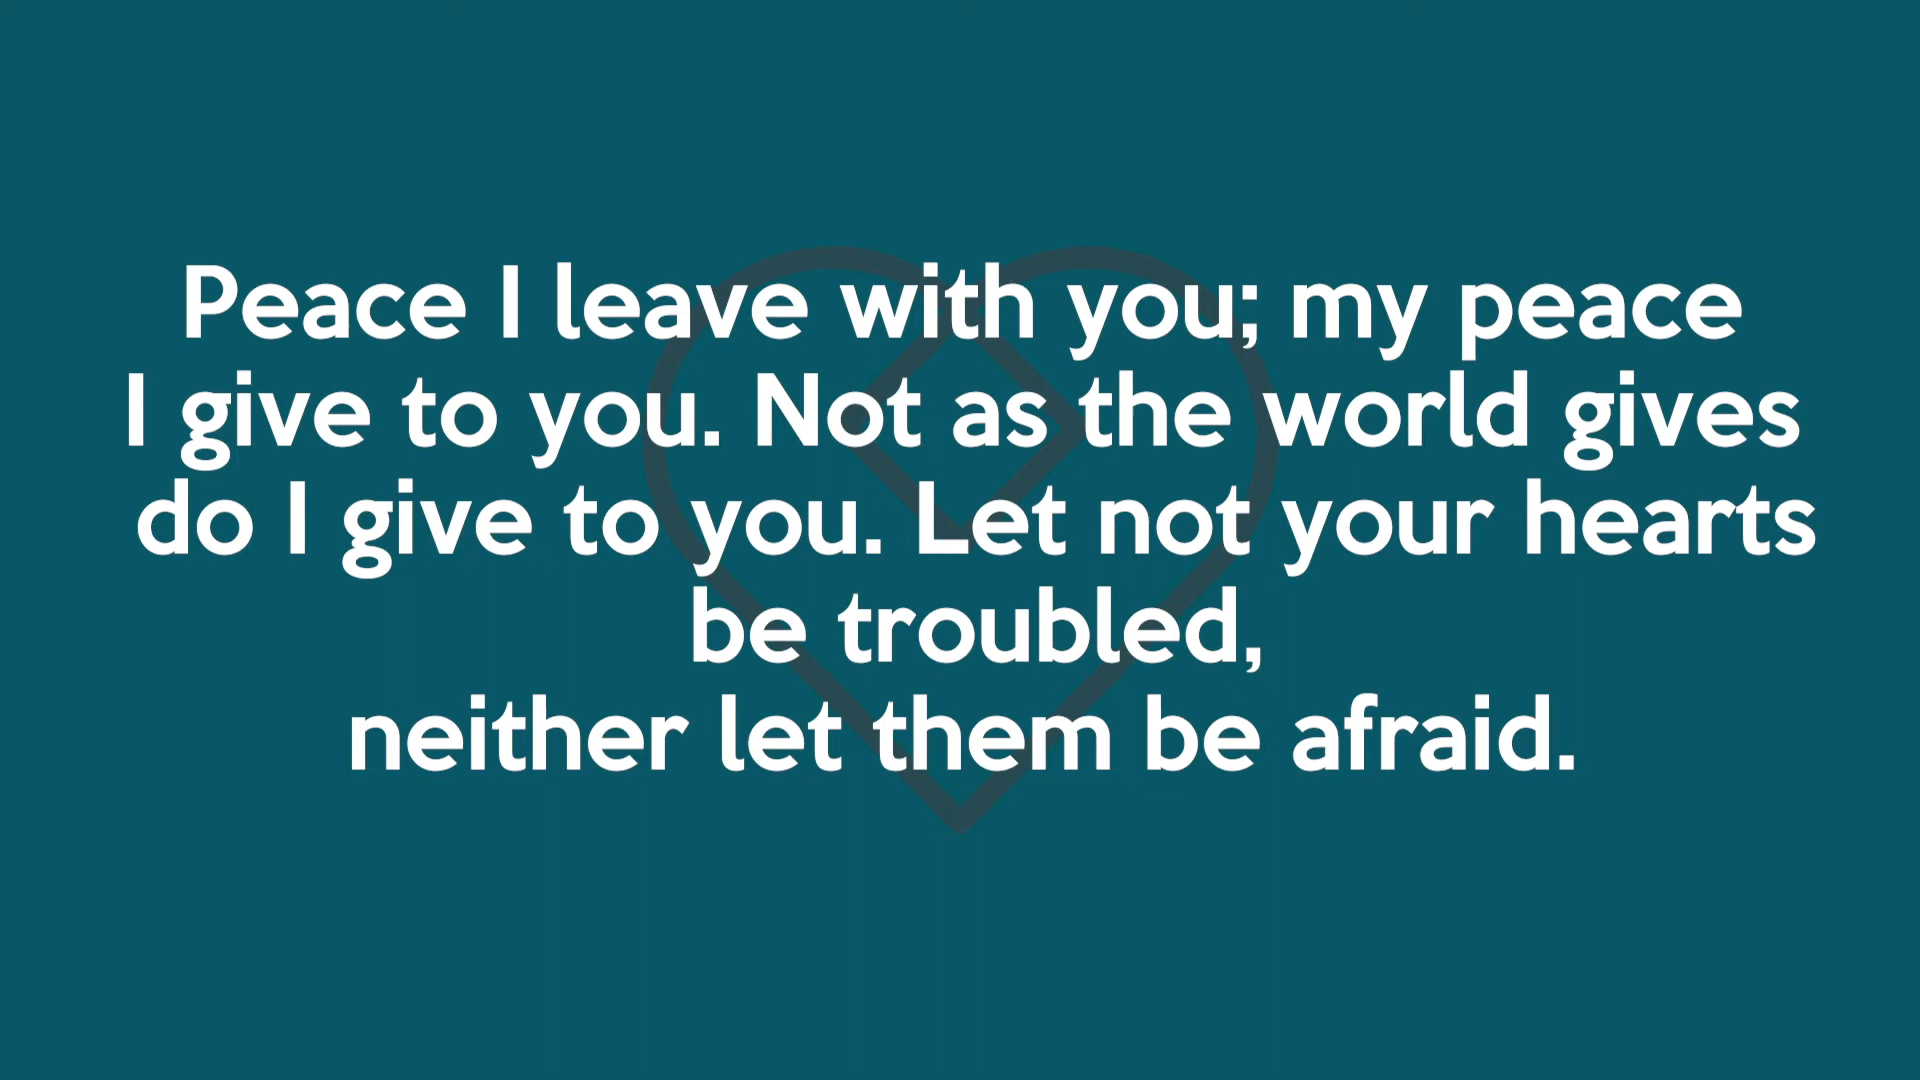 Peace I leave with you; my peace
I give to you. Not as the world gives
do I give to you. Let not your hearts
be troubled,
neither let them be afraid.